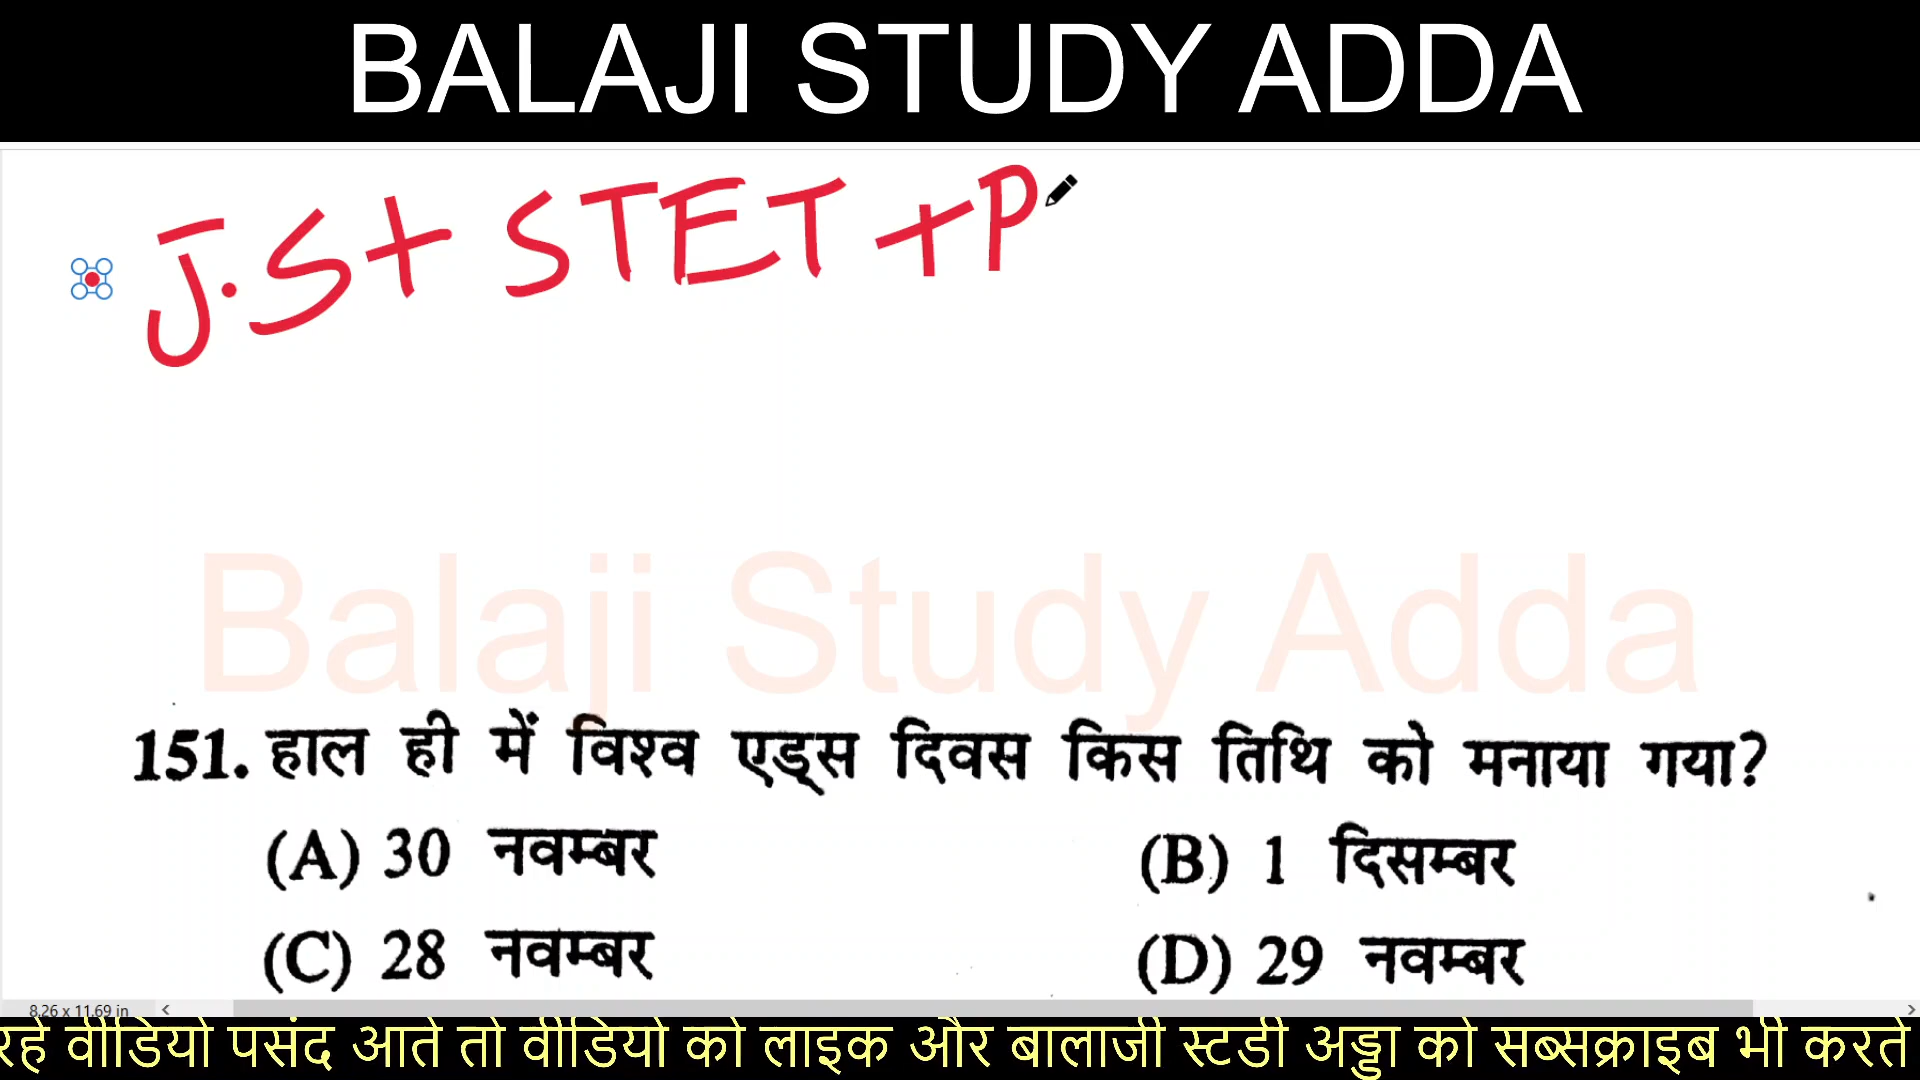 BALAJI STUDY ADDA
J.S+ STET +P
Balaji Study Adda
151. हाल ही में विश्व एड्स दिवस किस तिथि को मनाया गया?
(A) 30 नवम्बर (B) 1 दिसम्बर
(C) 28 नवम्बर (D) 29 नवम्बर
8.26 x 11.69 in
रहे वीडियो पसंद आते तो वीडियो को लाइक और बालाजी स्टडी अड्डा को सब्सक्राइब भी करते